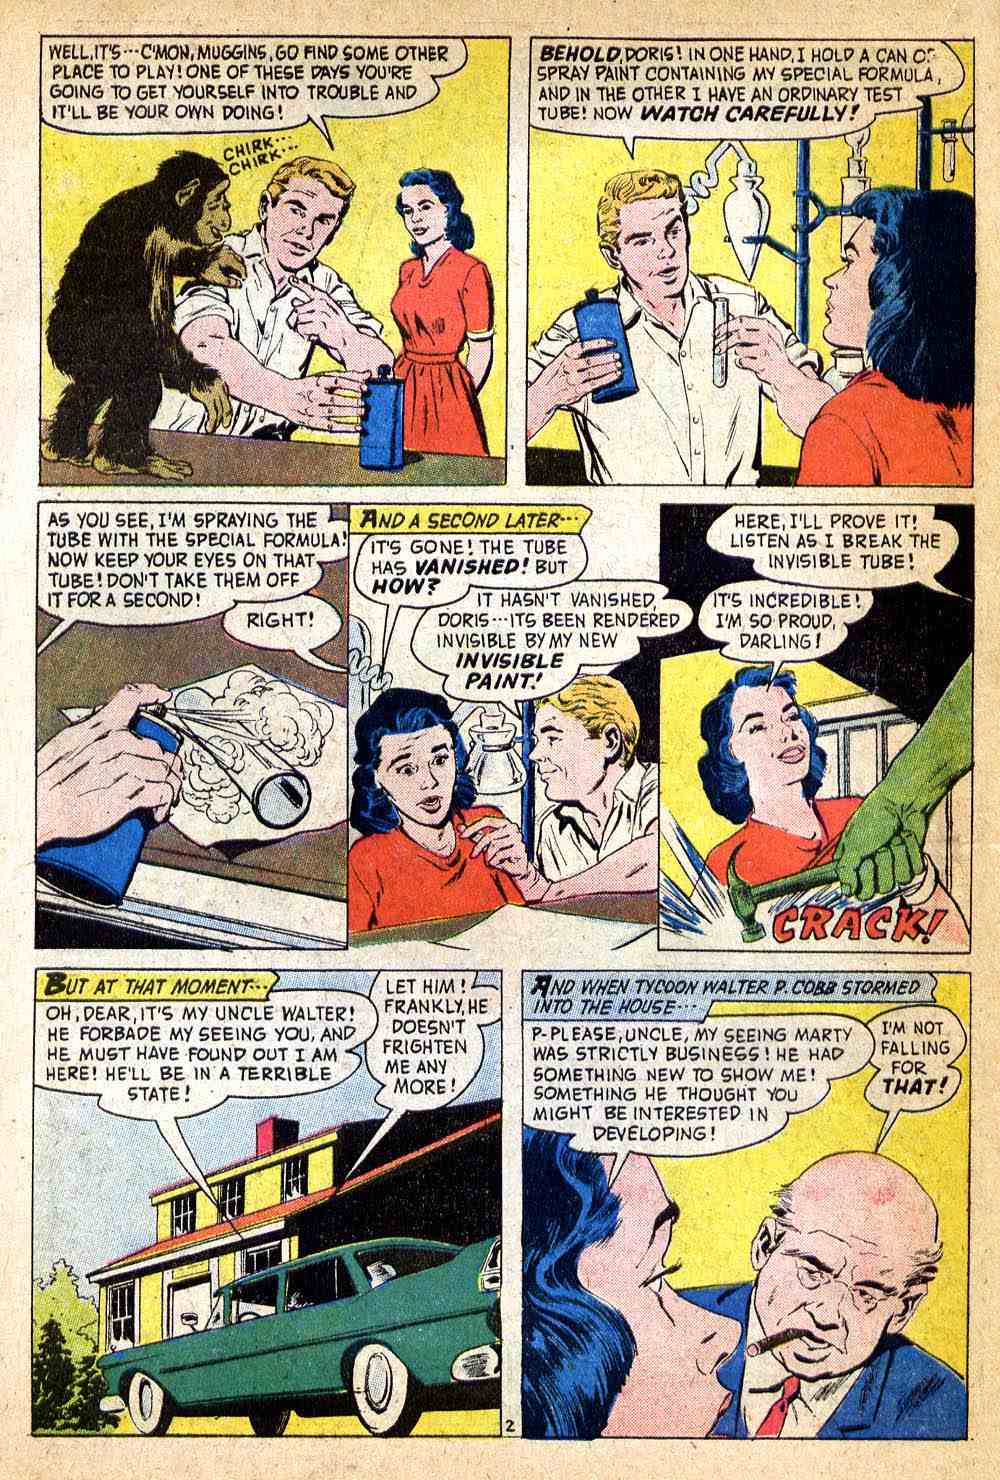 WELL, IT'S--- C'MON, MUGGINS, GO FIND SOME OTHER
PLACE TO PLAY! ONE OF THESE DAYS YOU'RE
GOING TO GET YOURSELF INTO TROUBLE AND
IT'LL BE YOUR OWN DOING!
CHIRK---
CHIRK---
BEHOLD, DORIS! IN ONE HAND, I HOLD A CAN OF
SPRAY PAINT CONTAINING MY SPECIAL FORMULA,
AND IN THE OTHER I HAVE AN ORDINARY TEST
TUBE! NOW WATCH CAREFULLY!
AS YOU SEE, I'M SPRAYING THE
TUBE WITH THE SPECIAL FORMULA!
NOW KEEP YOUR EYES ON THAT
TUBE! DON'T TAKE THEM OFF
IT FOR A SECOND!
RIGHT!
AND A SECOND LATER---
IT'S GONE! THE TUBE
HAS VANISHED! BUT
HOW?
IT HASN'T VANISHED,
DORIS---ITS BEEN RENDERED
INVISIBLE BY MY NEW
INVISIBLE
PAINT!
HERE, I'LL PROVE IT!
LISTEN AS I BREAK THE
INVISIBLE TUBE!
IT'S INCREDIBLE!
I'M SO PROUD,
DARLING!
CRACK!
BUT AT THAT MOMENT---
OH, DEAR, IT'S MY UNCLE WALTER!
HE FORBADE MY SEEING YOU, AND
HE MUST HAVE FOUND OUT I AM
HERE! HE'LL BE IN A TERRIBLE
STATE!
LET HIM!
FRANKLY, HE
DOESN'T
FRIGHTEN
ME ANY
MORE!
2
AND WHEN TYCOON WALTER P. COBB STORMED
INTO THE HOUSE---
P-PLEASE, UNCLE, MY SEEING MARTY
WAS STRICTLY BUSINESS! HE HAD
SOMETHING NEW TO SHOW ME!
SOMETHING HE THOUGHT YOU
MIGHT BE INTERESTED IN
DEVELOPING!
I'M NOT
FALLING
FOR
THAT!